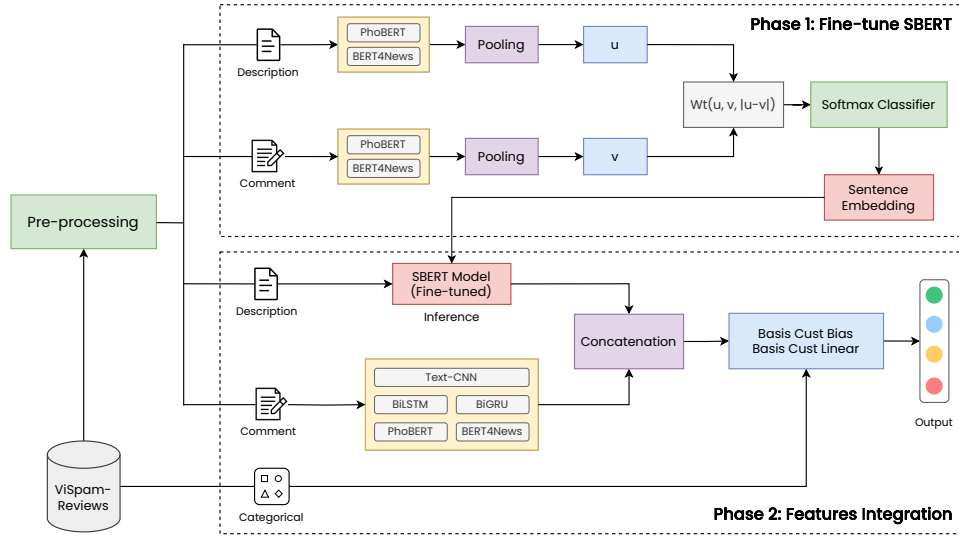 Phase 1: Fine-tune SBERT
Description
PhoBERT
BERT4News
Pooling
u
Wt(u, v, |u-v|)
Softmax Classifier
Comment
PhoBERT
BERT4News
Pooling
v
Sentence
Embedding
Pre-processing
Description
SBERT Model
(Fine-tuned)
Inference
Concatenation
Basis Cust Bias
Basis Cust Linear
Output
Comment
Text-CNN
BiLSTM
BiGRU
PhoBERT
BERT4News
ViSpam-
Reviews
Categorical
Phase 2: Features Integration